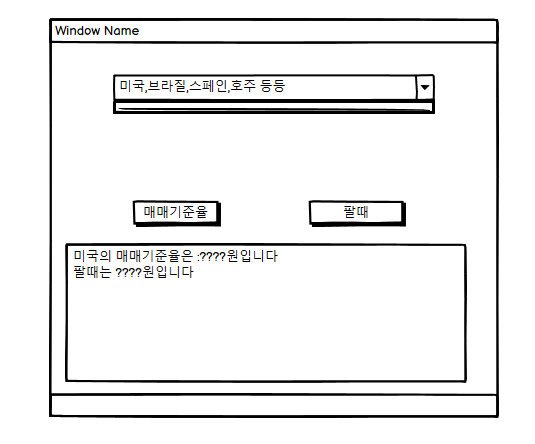 Window Name
미국,브라질,스페인,호주 등등
매매기준율
팔때
미국의 매매기준율은 :????원입니다
팔때는 ????원입니다